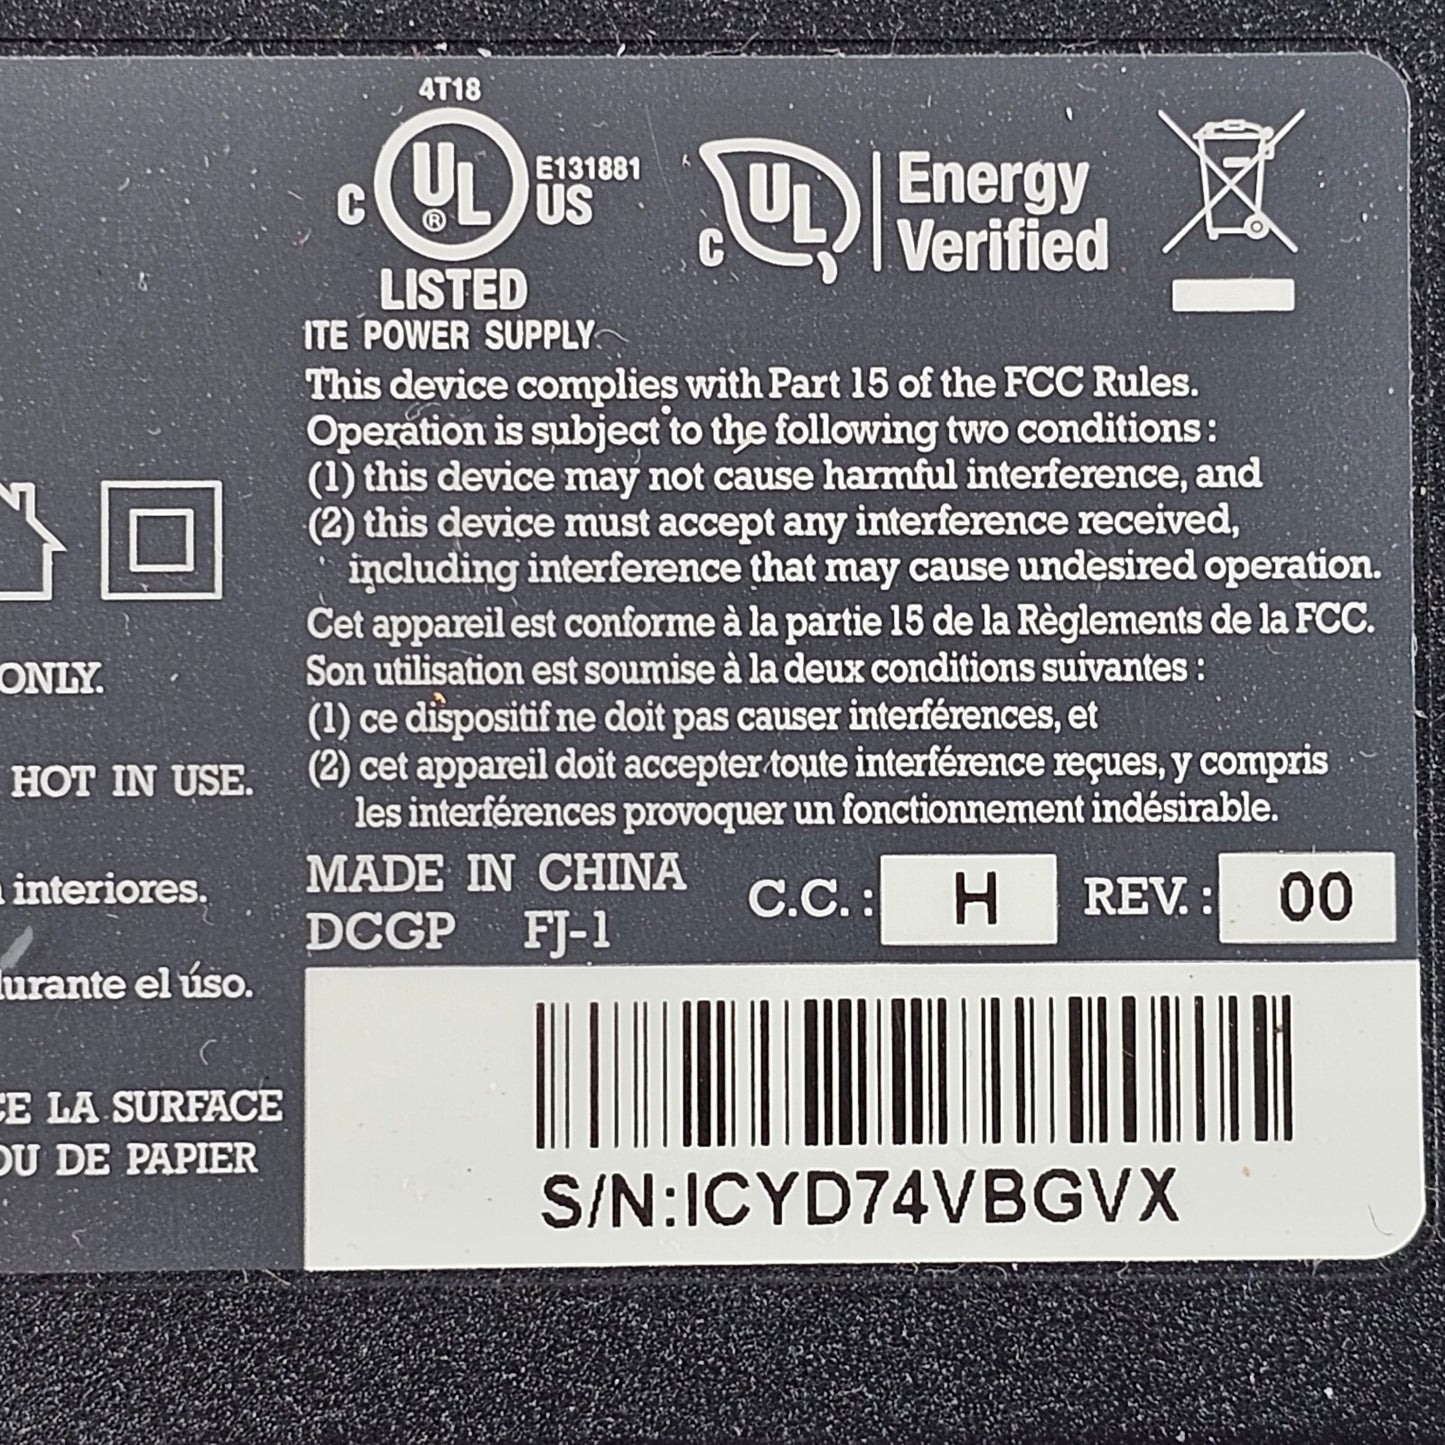 4T18
C UL ® US E131881
LISTED
ITE POWER SUPPLY
C UL Energy Verified
This device complies with Part 15 of the FCC Rules.
Operation is subject to the following two conditions:
(1) this device may not cause harmful interference, and
(2) this device must accept any interference received,
including interference that may cause undesired operation.
Cet appareil est conforme à la partie 15 de la Règlements de la FCC.
Son utilisation est soumise à la deux conditions suivantes :
(1) ce dispositif ne doit pas causer interférences, et
(2) cet appareil doit accepter toute interférence reçues, y compris
les interférences provoquer un fonctionnement indésirable.
ONLY.
HOT IN USE.
interiores.
durante el úso.
CE LA SURFACE
OU DE PAPIER
MADE IN CHINA
DCGP FJ-1
C.C.: H REV.: 00
S/N:ICYD74VBGVX